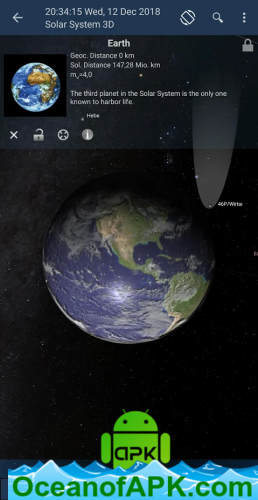 20:34:15 Wed, 12 Dec 2018
Solar System 3D
Earth
Geoc. Distance 0 km
Sol. Distance 147,28 Mio. km
mᵥ=4,0
The third planet in the Solar System is the only one
known to harbor life.
Hebe
46P/Wirta
apk
OceanofAPK.com